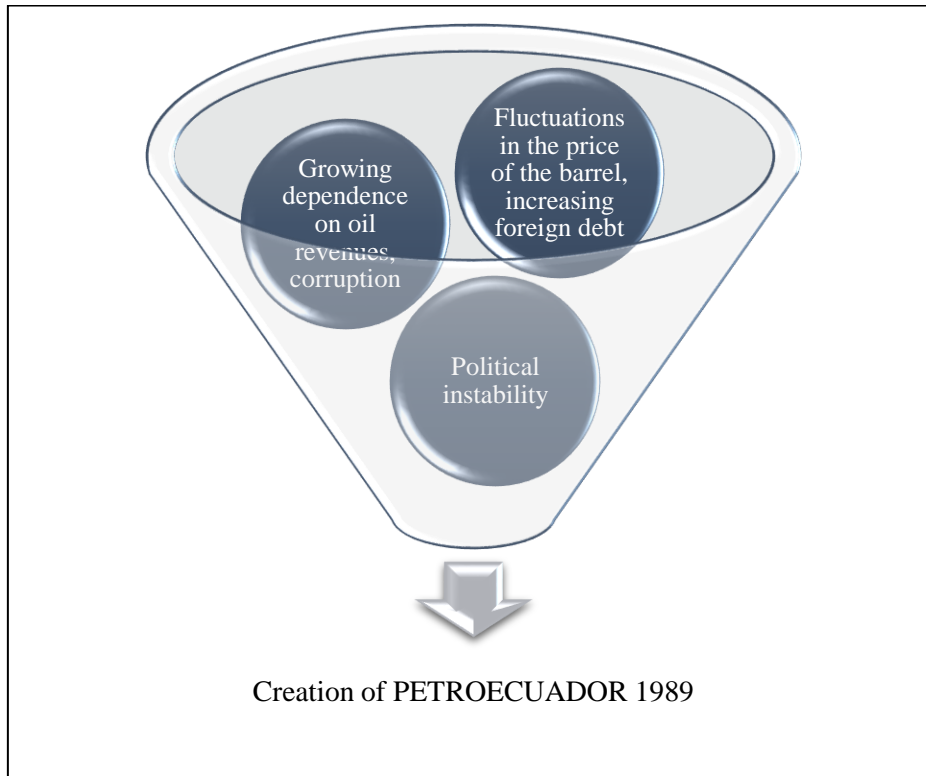 Fluctuations
in the price
of the barrel,
increasing
foreign debt
Growing
dependence
on oil
revenues,
corruption
Political
instability
Creation of PETROECUADOR 1989